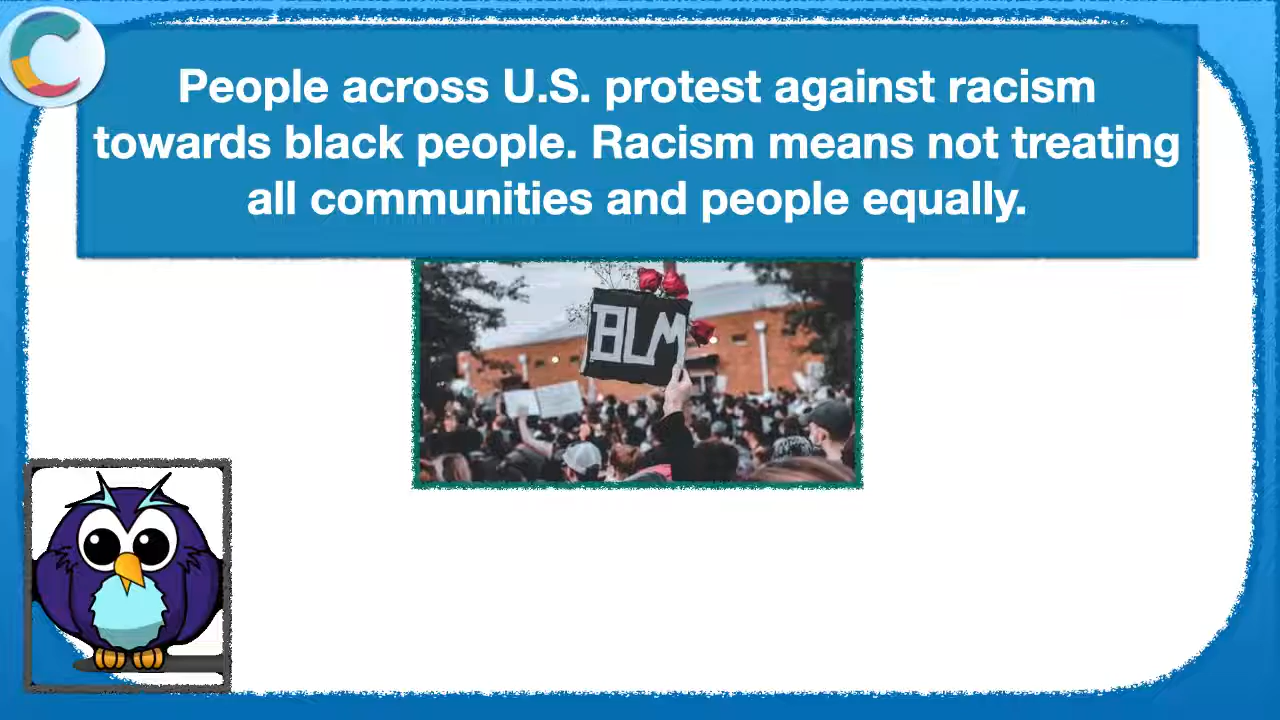 People across U.S. protest against racism
towards black people. Racism means not treating
all communities and people equally.
BLM